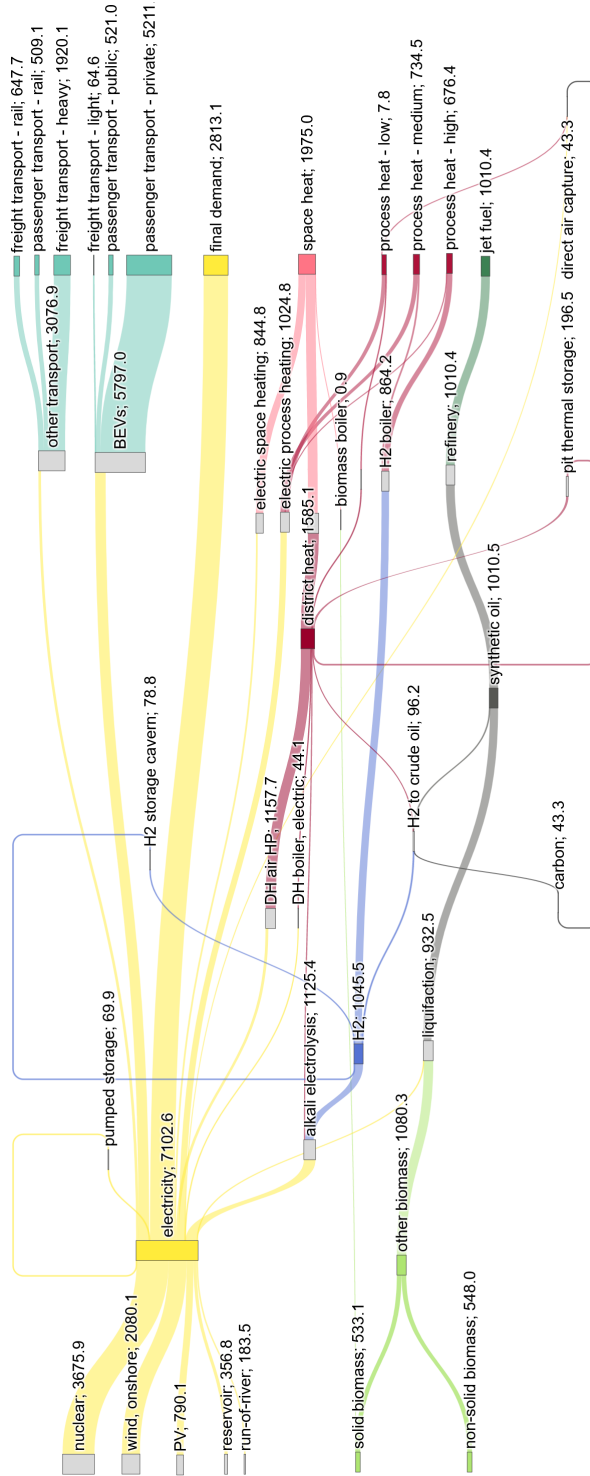 freight transport - rail; 647.7
passenger transport - rail; 509.1
freight transport - heavy; 1920.1
freight transport - light; 64.6
passenger transport - public; 521.0
passenger transport - private; 5211.
final demand; 2813.1
space heat; 1975.0
process heat - low; 7.8
process heat - medium; 734.5
process heat - high; 676.4
jet fuel; 1010.4
direct air capture; 43.3
other transport; 3076.9
BEVs; 5797.0
electric space heating; 844.8
electric process heating; 1024.8
district heat; 1585.1
biomass boiler; 0.9
H2 boiler; 864.2
refinery; 1010.4
pit thermal storage; 196.5
synthetic oil; 1010.5
H2 storage cavern; 78.8
DH air HP; 1157.7
DH boiler, electric; 44.1
H2 to crude oil; 96.2
carbon; 43.3
pumped storage; 69.9
alkali electrolysis; 1125.4
H2; 1045.5
liquifaction; 932.5
electricity; 7102.6
other biomass; 1080.3
nuclear; 3675.9
wind, onshore; 2080.1
PV; 790.1
reservoir; 356.8
run-of-river; 183.5
solid biomass; 533.1
non-solid biomass; 548.0